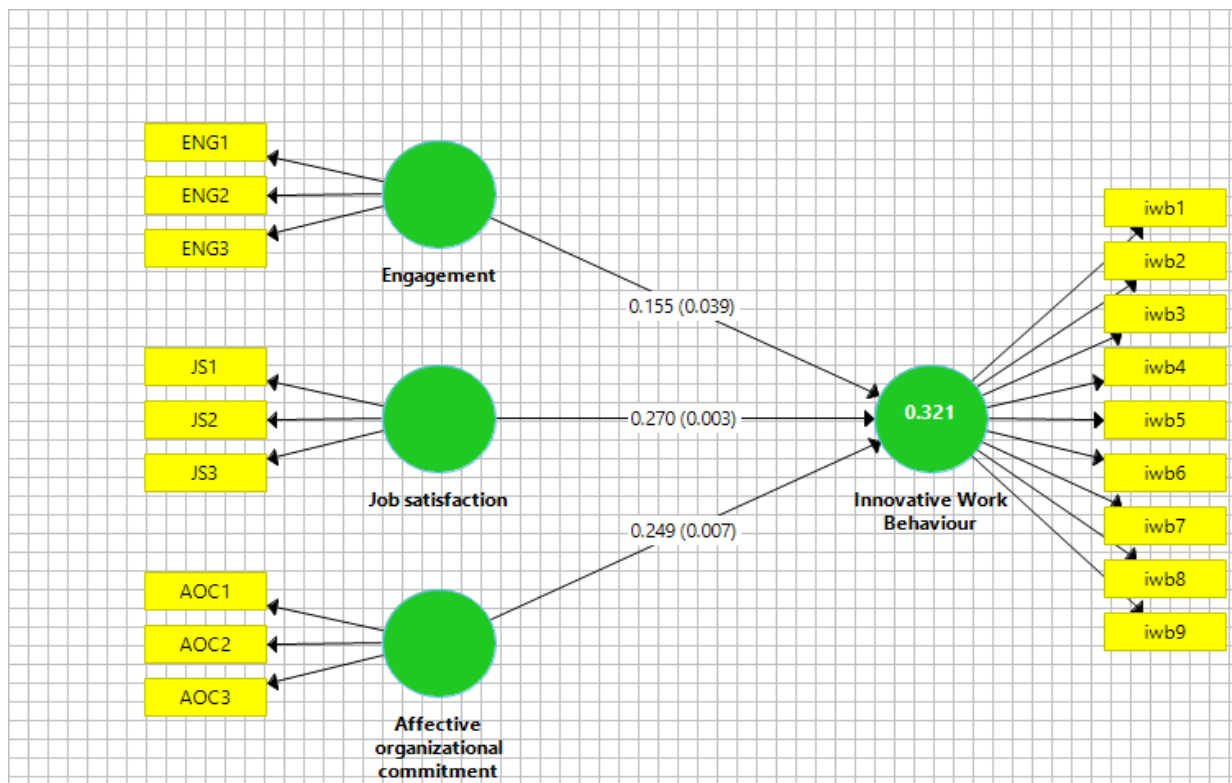 ENG1
ENG2
ENG3
Engagement
0.155 (0.039)
JS1
JS2
JS3
Job satisfaction
0.270 (0.003)
AOC1
AOC2
AOC3
Affective
organizational
commitment
0.249 (0.007)
0.321
Innovative Work
Behaviour
iwb1
iwb2
iwb3
iwb4
iwb5
iwb6
iwb7
iwb8
iwb9